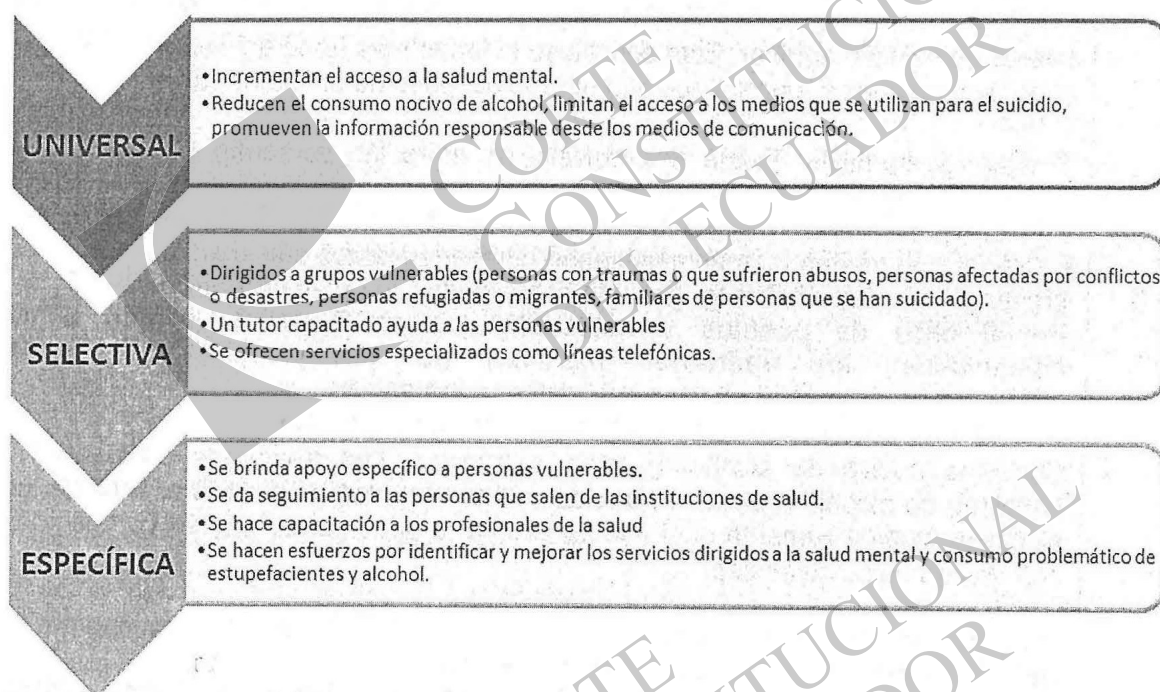 UNIVERSAL
•Incrementan el acceso a la salud mental.
•Reducen el consumo nocivo de alcohol, limitan el acceso a los medios que se utilizan para el suicidio,
promueven la información responsable desde los medios de comunicación.
SELECTIVA
•Dirigidos a grupos vulnerables (personas con traumas o que sufrieron abusos, personas afectadas por conflictos
o desastres, personas refugiadas o migrantes, familiares de personas que se han suicidado).
•Un tutor capacitado ayuda a las personas vulnerables
•Se ofrecen servicios especializados como líneas telefónicas.
ESPECÍFICA
•Se brinda apoyo específico a personas vulnerables.
•Se da seguimiento a las personas que salen de las instituciones de salud.
•Se hace capacitación a los profesionales de la salud
•Se hacen esfuerzos por identificar y mejorar los servicios dirigidos a la salud mental y consumo problemático de
estupefacientes y alcohol.
CORTE
CONSTITUCIONAL
DEL ECUADOR